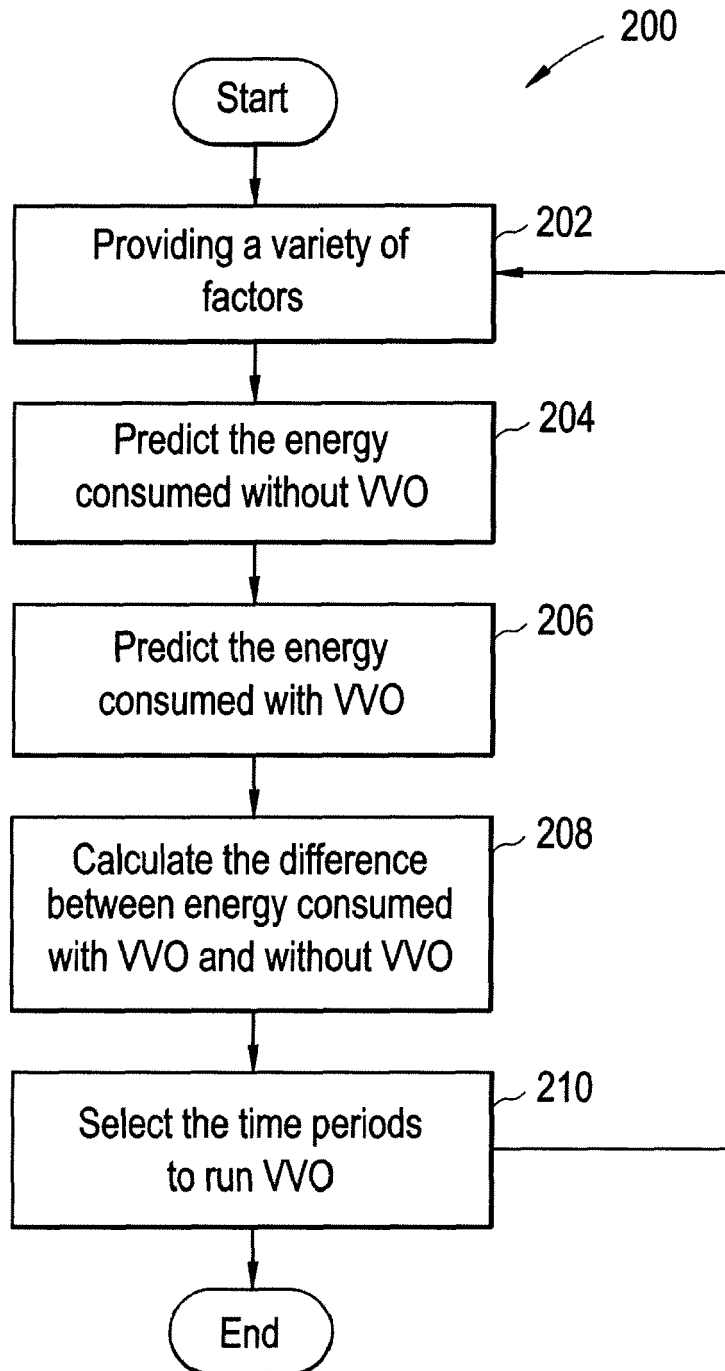 200
Start
202
Providing a variety of
factors
204
Predict the energy
consumed without VVO
206
Predict the energy
consumed with VVO
208
Calculate the difference
between energy consumed
with VVO and without VVO
210
Select the time periods
to run VVO
End